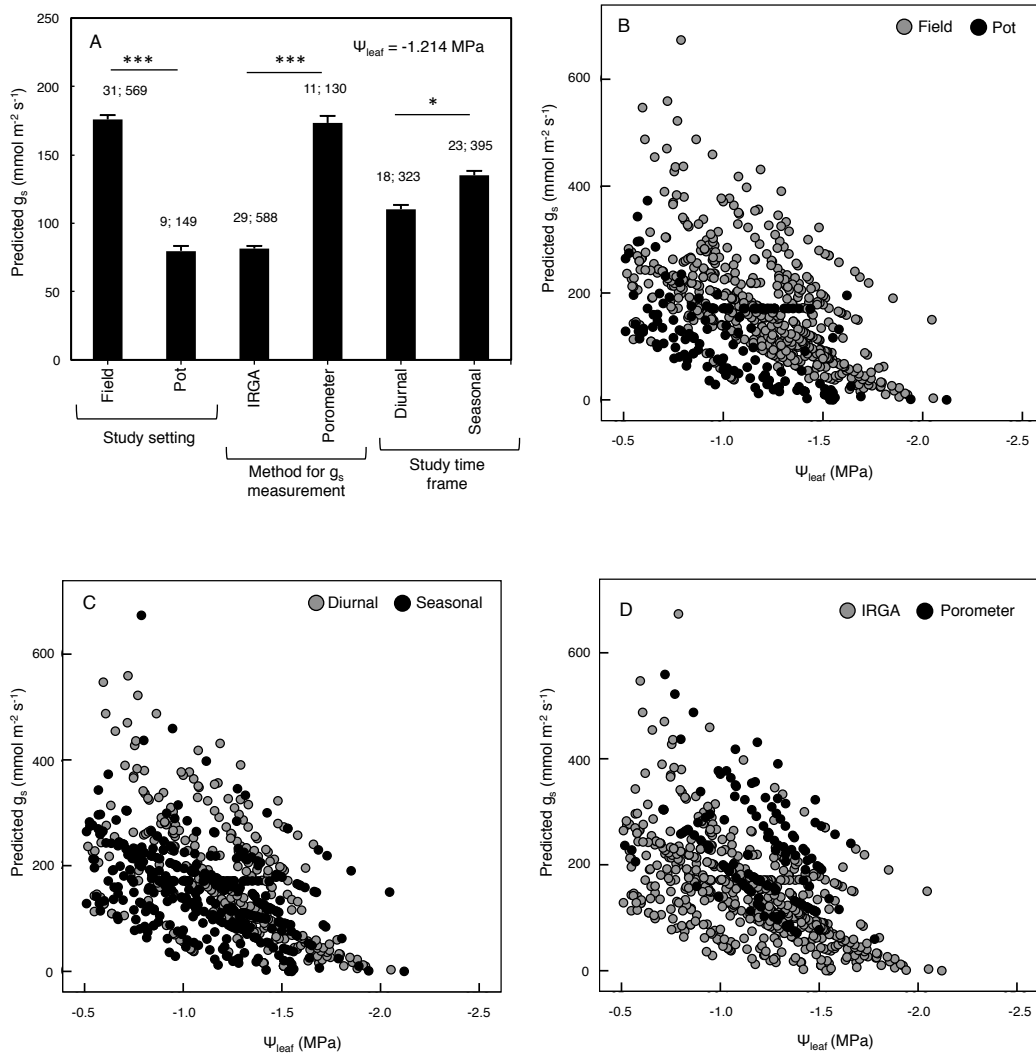 A
Ψleaf = -1.214 MPa
***
***
*
31; 569
9; 149
29; 588
11; 130
18; 323
23; 395
250
200
150
100
50
0
Predicted gs (mmol m-2 s-1)
Field
Pot
IRGA
Porometer
Diurnal
Seasonal
Study setting
Method for gs
measurement
Study time
frame
B
Field
Pot
600
400
200
0
Predicted gs (mmol m-2 s-1)
-0.5 -1.0 -1.5 -2.0 -2.5
Ψleaf (MPa)
C
Diurnal
Seasonal
600
400
200
0
Predicted gs (mmol m-2 s-1)
-0.5 -1.0 -1.5 -2.0 -2.5
Ψleaf (MPa)
D
IRGA
Porometer
600
400
200
0
Predicted gs (mmol m-2 s-1)
-0.5 -1.0 -1.5 -2.0 -2.5
Ψleaf (MPa)